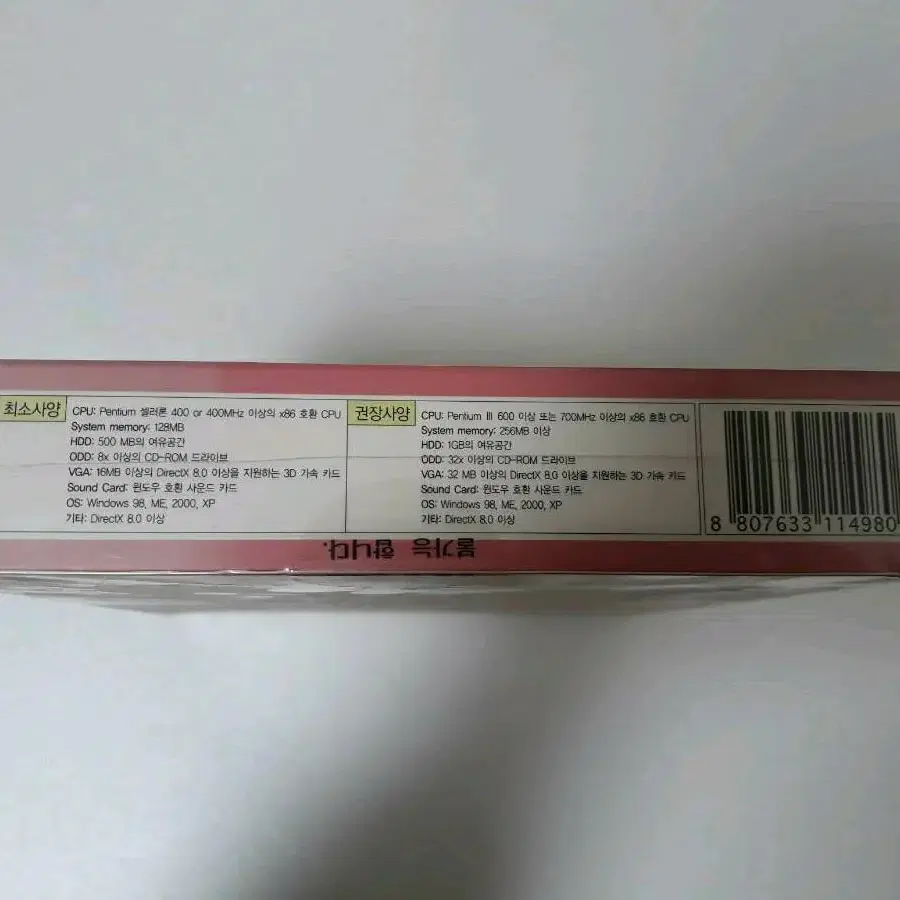 최소사양
CPU: Pentium 셀러론 400 or 400MHz 이상의 x86 호환 CPU
System memory: 128MB
HDD: 500 MB의 여유공간
ODD: 8x 이상의 CD-ROM 드라이브
VGA: 16MB 이상의 DirectX 8.0 이상을 지원하는 3D 가속 카드
Sound Card: 윈도우 호환 사운드 카드
OS: Windows 98, ME, 2000, XP
기타: DirectX 8.0 이상
권장사양
CPU: Pentium III 600 이상 또는 700MHz 이상의 x86 호환 CPU
System memory: 256MB 이상
HDD: 1GB의 여유공간
ODD: 32x 이상의 CD-ROM 드라이브
VGA: 32 MB 이상의 DirectX 8.0 이상을 지원하는 3D 가속 카드
Sound Card: 윈도우 호환 사운드 카드
OS: Windows 98, ME, 2000, XP
기타: DirectX 8.0 이상
8 807633 114980
불가능 합니다.